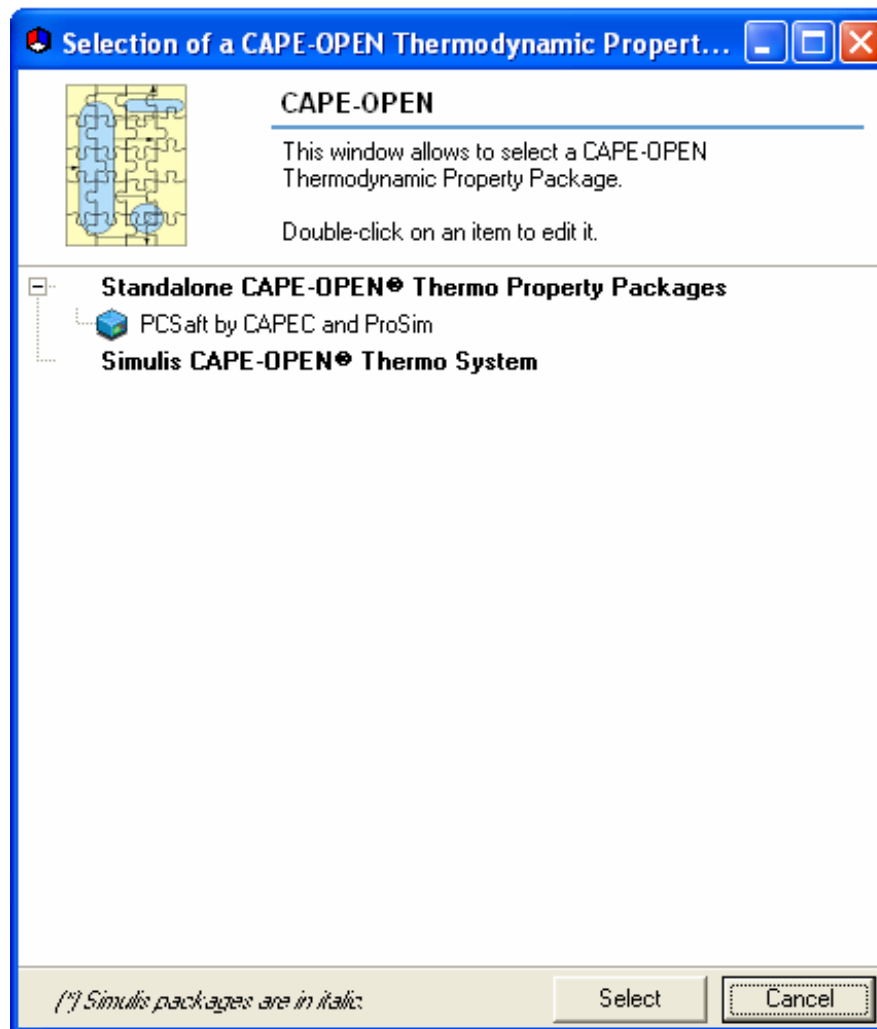 Selection of a CAPE-OPEN Thermodynamic Propert...
CAPE-OPEN
This window allows to select a CAPE-OPEN
Thermodynamic Property Package.
Double-click on an item to edit it.
Standalone CAPE-OPEN® Thermo Property Packages
PCSaft by CAPEC and ProSim
Simulis CAPE-OPEN® Thermo System
(*) Simulis packages are in italic.
Select
Cancel